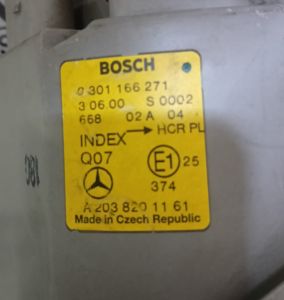 BOSCH
0 301 166 271
3 06 00 S 0002
668 02 A 04
INDEX → HCR PL
Q07 E1 25
374
A 203 820 11 61
Made in Czech Republic